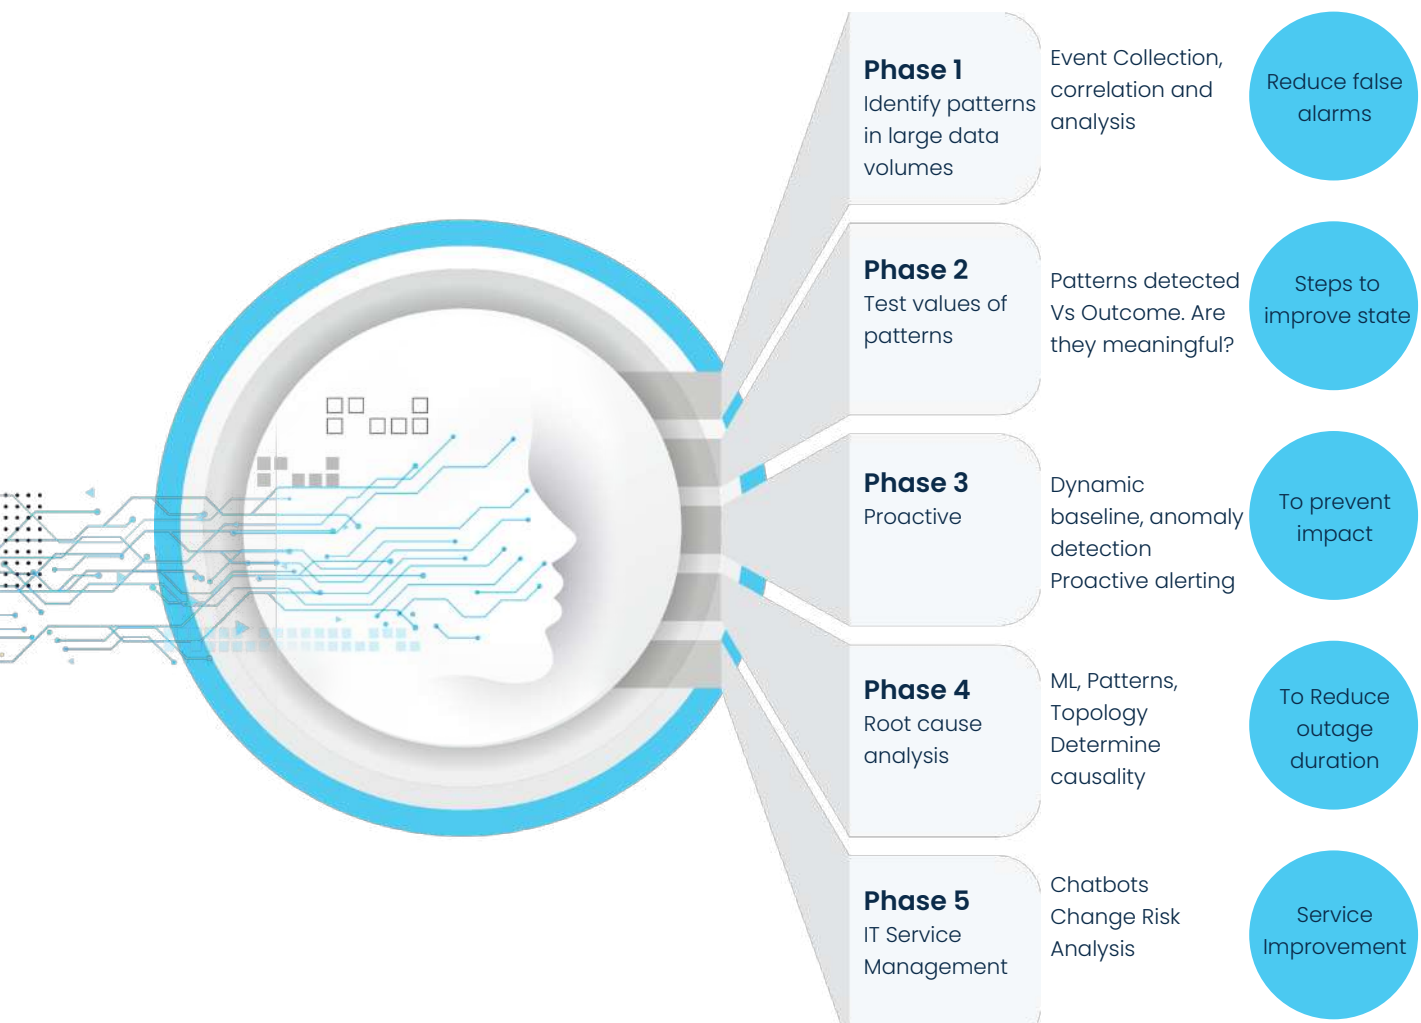 Phase 1
Identify patterns
in large data
volumes
Event Collection,
correlation and
analysis
Reduce false
alarms
Phase 2
Test values of
patterns
Patterns detected
Vs Outcome. Are
they meaningful?
Steps to
improve state
Phase 3
Proactive
Dynamic
baseline, anomaly
detection
Proactive alerting
To prevent
impact
Phase 4
Root cause
analysis
ML, Patterns,
Topology
Determine
causality
To Reduce
outage
duration
Phase 5
IT Service
Management
Chatbots
Change Risk
Analysis
Service
Improvement